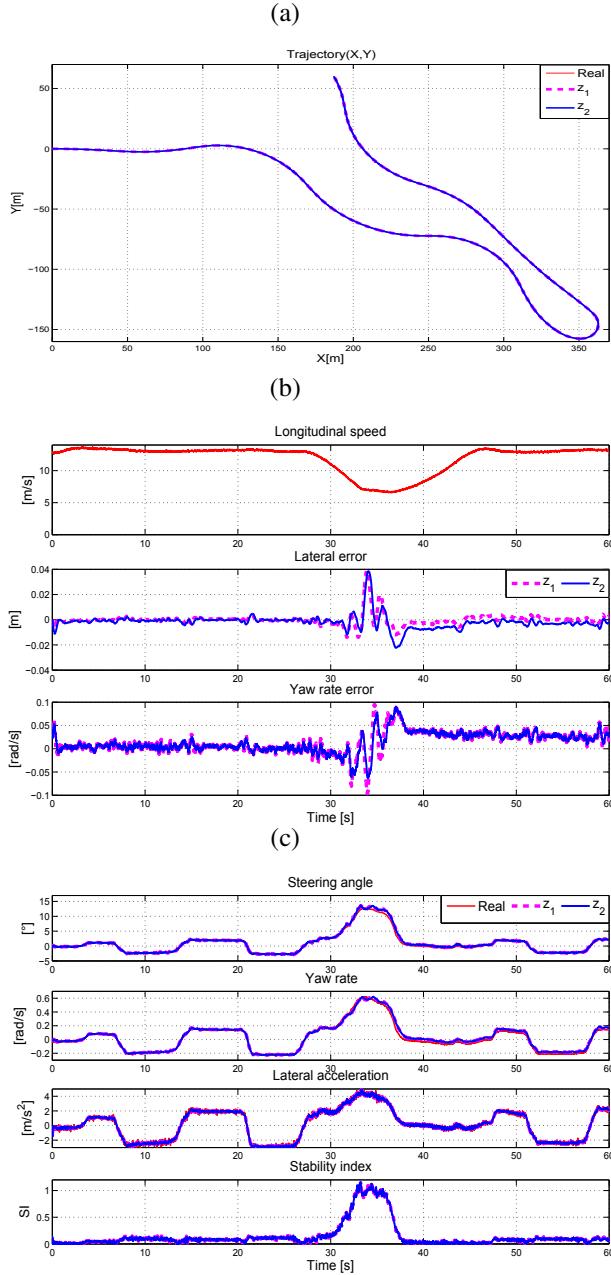 (a)
Trajectory(X,Y)
Real
z1
z2
50
0
−50
−100
−150
Y[m]
0 50 100 150 200 250 300 350
X[m]
(b)
Longitudinal speed
10
5
0
[m/s]
0 10 20 30 40 50 60
Lateral error
z1 z2
0.04
0.02
0
−0.02
−0.04
[m]
0 10 20 30 40 50 60
Yaw rate error
0.1
0.05
0
−0.05
−0.1
[rad/s]
0 10 20 30 40 50 60
Time [s]
(c)
Steering angle
Real z1 z2
15
10
5
0
−5
[°]
0 10 20 30 40 50 60
Yaw rate
0.6
0.4
0.2
0
−0.2
[rad/s]
0 10 20 30 40 50 60
Lateral acceleration
4
2
0
−2
[m/s²]
0 10 20 30 40 50 60
Stability index
1
0.5
0
SI
0 10 20 30 40 50 60
Time [s]